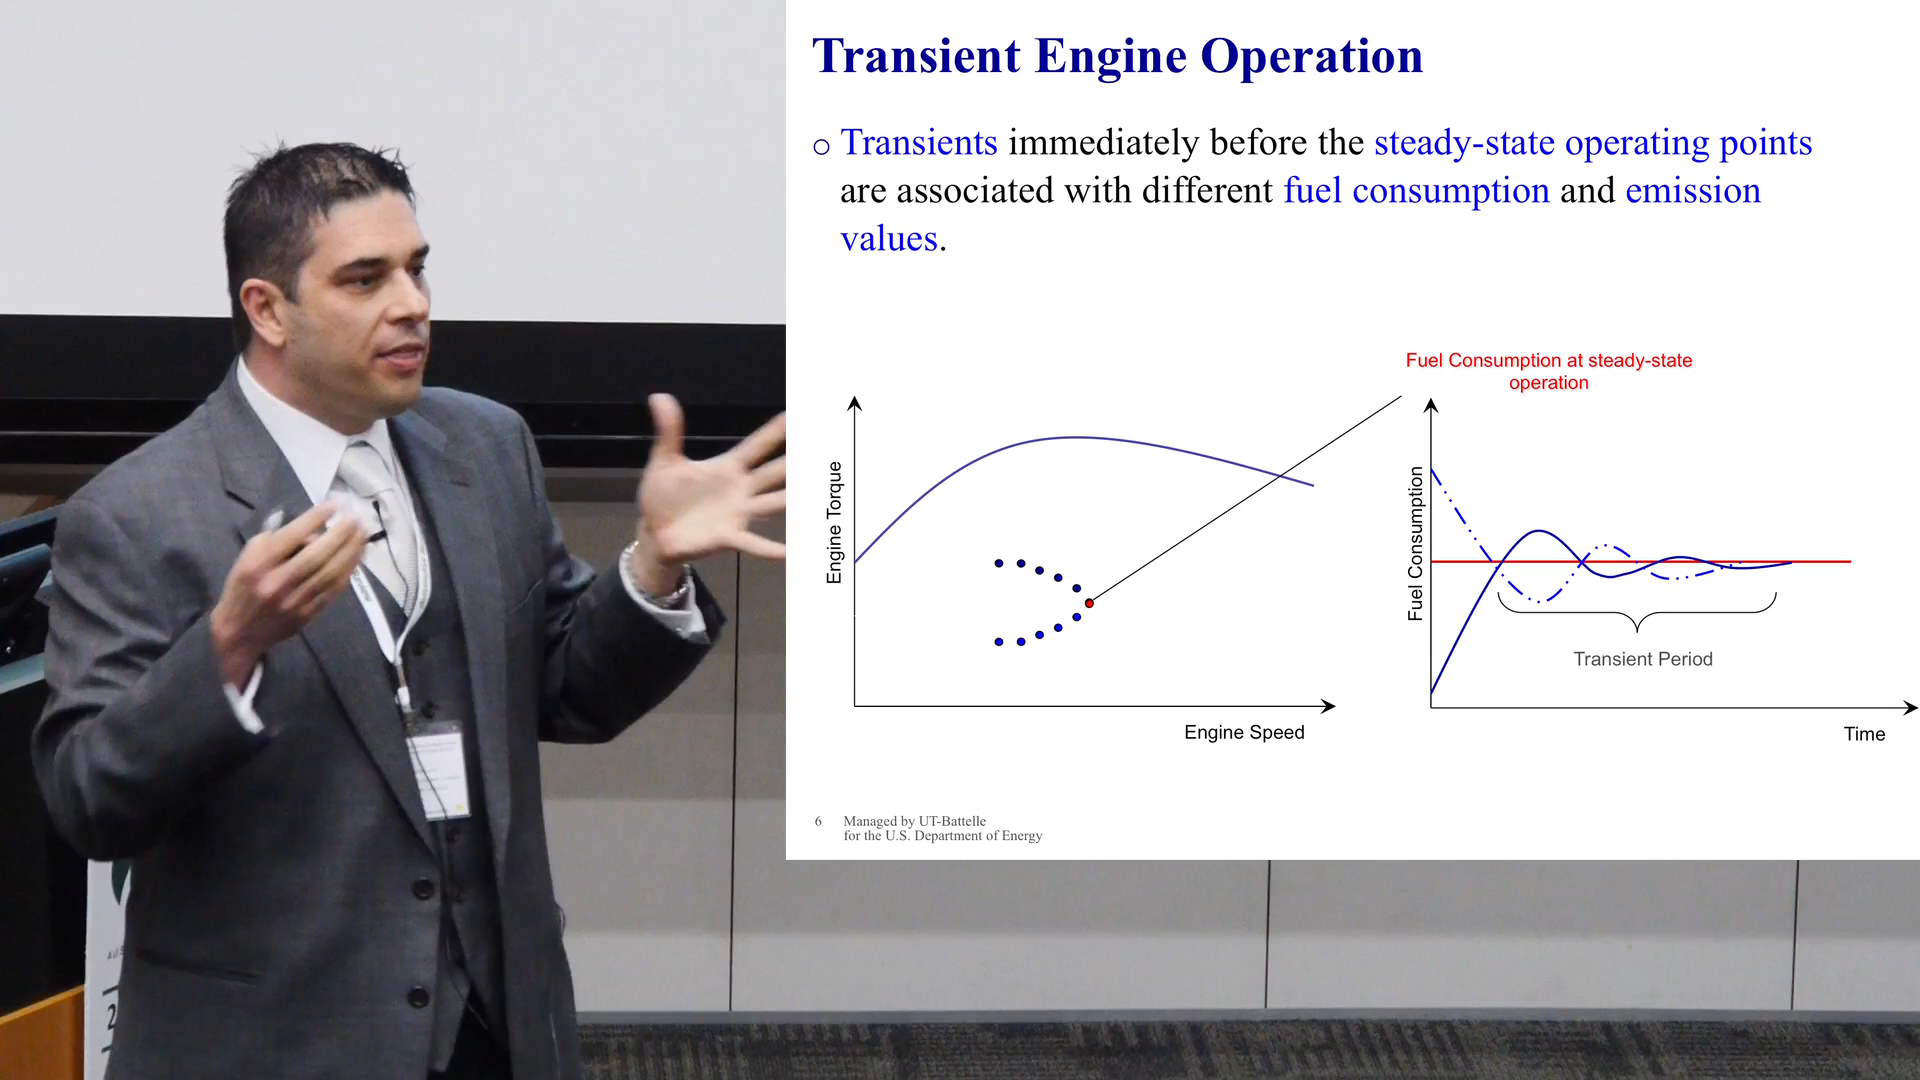 Transient Engine Operation
Transients immediately before the steady-state operating points
are associated with different fuel consumption and emission
values.
Fuel Consumption at steady-state
operation
Engine Torque
Engine Speed
Fuel Consumption
Transient Period
Time
6 Managed by UT-Battelle
for the U.S. Department of Energy
2